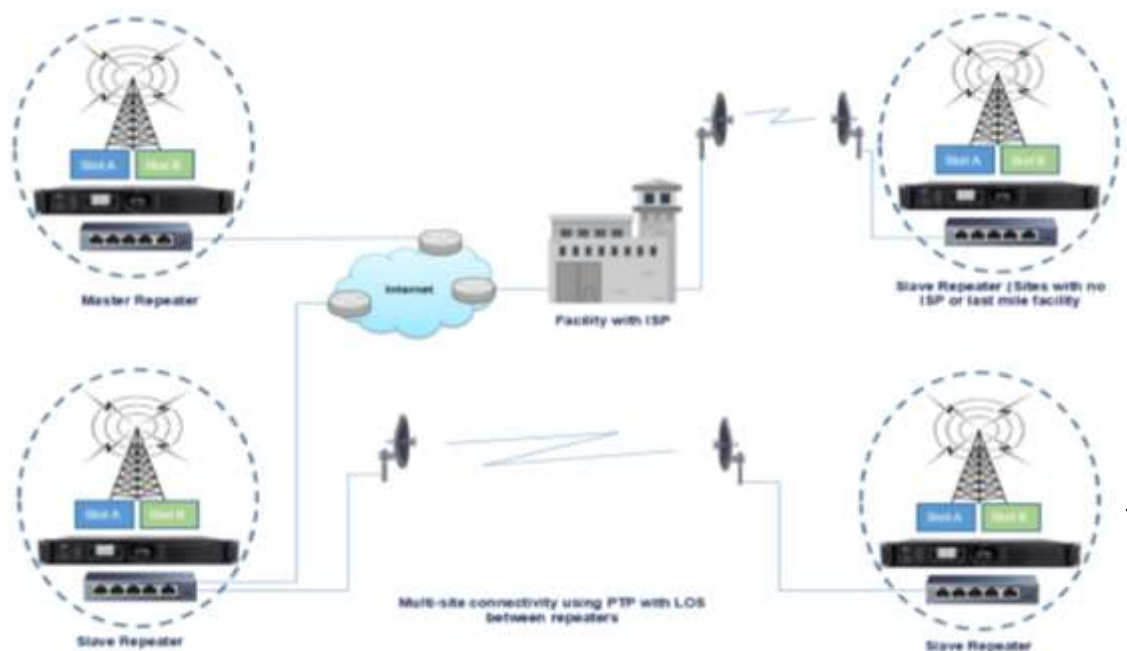 Slot A
Slot B
Slot A
Slot B
Internet
Master Repeater
Facility with ISP
Slave Repeater (Sites with no
ISP or last mile facility
Slot A
Slot B
Slot A
Slot B
Multi-site connectivity using PTP with LOS
between repeaters
Slave Repeater
Slave Repeater